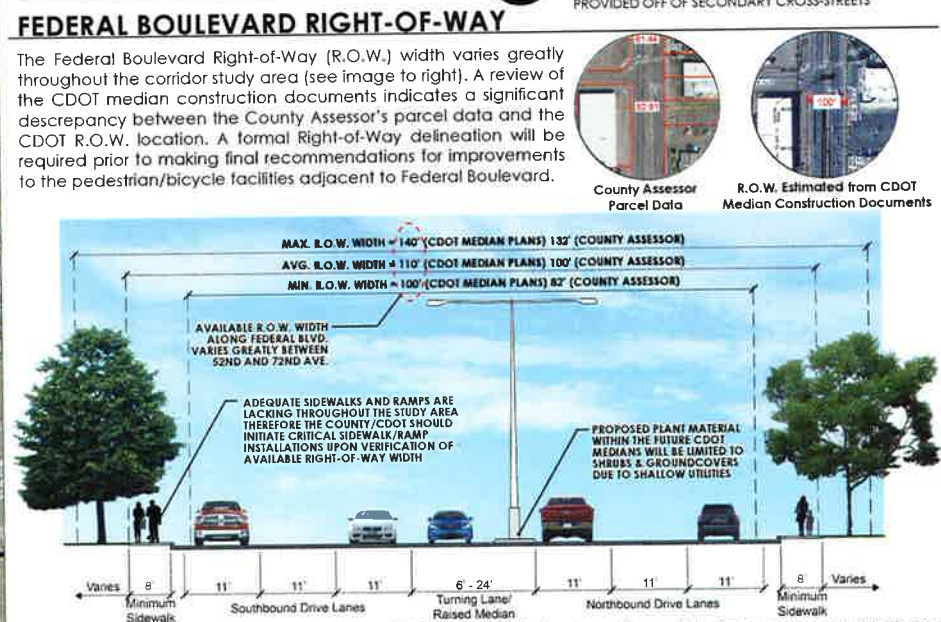 PROVIDED OFF OF SECONDARY CROSS-STREETS
FEDERAL BOULEVARD RIGHT-OF-WAY
The Federal Boulevard Right-of-Way (R.O.W.) width varies greatly
throughout the corridor study area (see image to right). A review of
the CDOT median construction documents indicates a significant
descrepancy between the County Assessor's parcel data and the
CDOT R.O.W. location. A formal Right-of-Way delineation will be
required prior to making final recommendations for improvements
to the pedestrian/bicycle facilities adjacent to Federal Boulevard.
100'
County Assessor
Parcel Data
R.O.W. Estimated from CDOT
Median Construction Documents
MAX. R.O.W. WIDTH = 140' (CDOT MEDIAN PLANS) 132' (COUNTY ASSESSOR)
AVG. R.O.W. WIDTH = 110' (CDOT MEDIAN PLANS) 100' (COUNTY ASSESSOR)
MIN. R.O.W. WIDTH = 100' (CDOT MEDIAN PLANS) 82' (COUNTY ASSESSOR)
AVAILABLE R.O.W. WIDTH
ALONG FEDERAL BLVD.
VARIES GREATLY BETWEEN
52ND AND 72ND AVE.
ADEQUATE SIDEWALKS AND RAMPS ARE
LACKING THROUGHOUT THE STUDY AREA
THEREFORE THE COUNTY/CDOT SHOULD
INITIATE CRITICAL SIDEWALK/RAMP
INSTALLATIONS UPON VERIFICATION OF
AVAILABLE RIGHT-OF-WAY WIDTH
PROPOSED PLANT MATERIAL
WITHIN THE FUTURE CDOT
MEDIANS WILL BE LIMITED TO
SHRUBS & GROUNDCOVERS
DUE TO SHALLOW UTILITIES
Varies 8' 11' 11' 11' 6' - 24' 11' 11' 11' 8' Varies
Minimum
Sidewalk
Southbound Drive Lanes
Turning Lane/
Raised Median
Northbound Drive Lanes
Minimum
Sidewalk